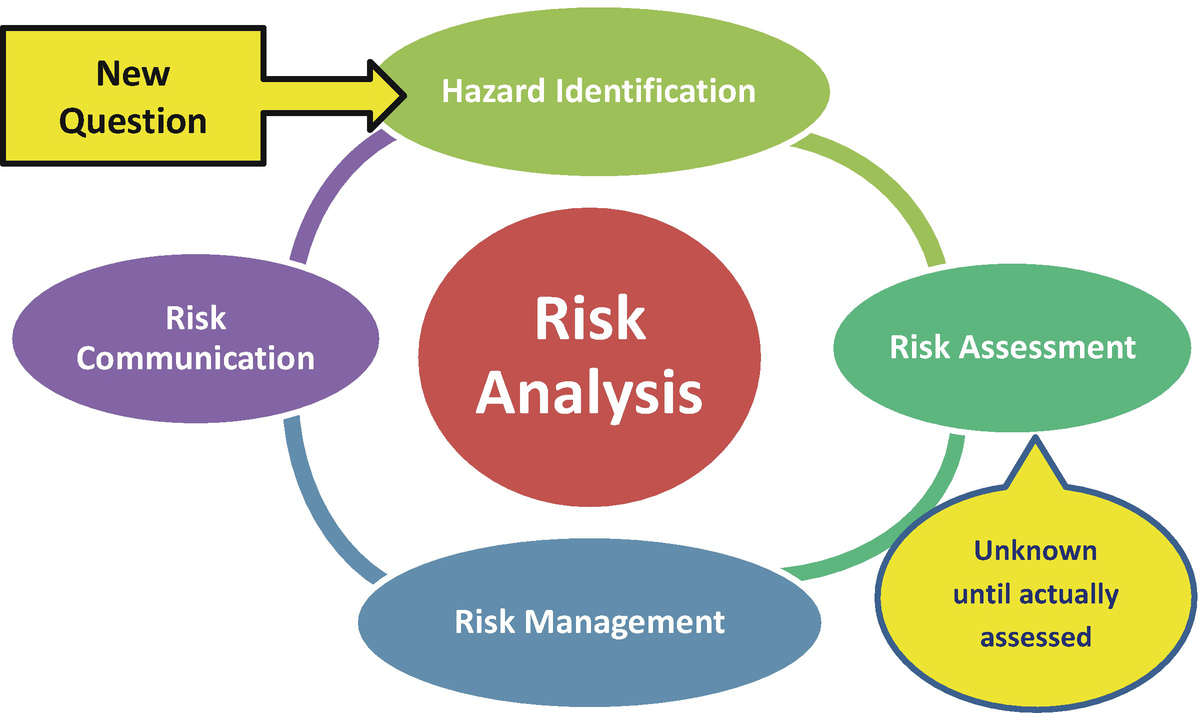 New
Question
Hazard Identification
Risk
Communication
Risk
Analysis
Risk Assessment
Risk Management
Unknown
until actually
assessed